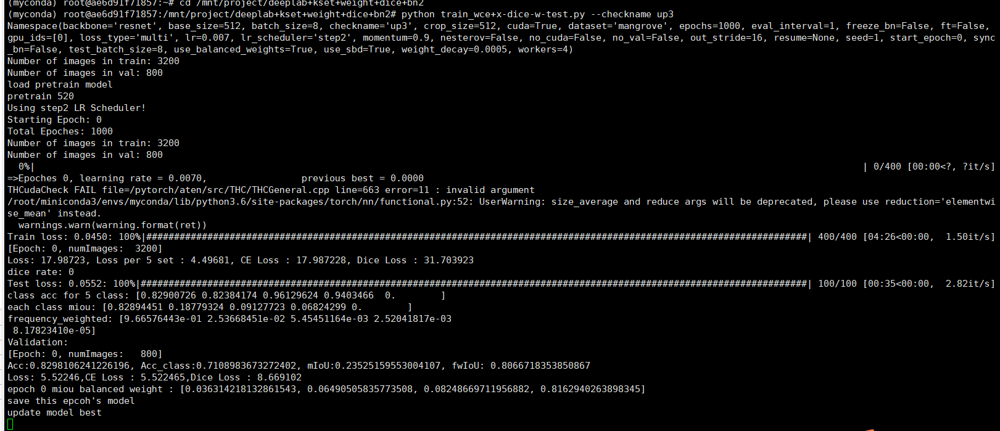 (myconda) root@ae6d91f71857:~# cd /mnt/project/deeplab+kset+weight+dice+bn2
(myconda) root@ae6d91f71857:/mnt/project/deeplab+kset+weight+dice+bn2# python train_wce+x-dice-w-test.py --checkname up3
Namespace(backbone='resnet', base_size=512, batch_size=8, checkname='up3', crop_size=512, cuda=True, dataset='mangrove', epochs=1000, eval_interval=1, freeze_bn=False, ft=False,
gpu_ids=[0], loss_type='multi', lr=0.007, lr_scheduler='step2', momentum=0.9, nesterov=False, no_cuda=False, no_val=False, out_stride=16, resume=None, seed=1, start_epoch=0, sync
_bn=False, test_batch_size=8, use_balanced_weights=True, use_sbd=True, weight_decay=0.0005, workers=4)
Number of images in train: 3200
Number of images in val: 800
load pretrain model
pretrain 520
Using step2 LR Scheduler!
Starting Epoch: 0
Total Epoches: 1000
Number of images in train: 3200
Number of images in val: 800
0%| | 0/400 [00:00<?, ?it/s]
=>Epoches 0, learning rate = 0.0070, previous best = 0.0000
THCudaCheck FAIL file=/pytorch/aten/src/THC/THCGeneral.cpp line=663 error=11 : invalid argument
/root/miniconda3/envs/myconda/lib/python3.6/site-packages/torch/nn/functional.py:52: UserWarning: size_average and reduce args will be deprecated, please use reduction='elementwi
se_mean' instead.
warnings.warn(warning.format(ret))
Train loss: 0.0450: 100%|#######################################################################################################################| 400/400 [04:26<00:00, 1.50it/s]
[Epoch: 0, numImages: 3200]
Loss: 17.98723, Loss per 5 set : 4.49681, CE Loss : 17.987228, Dice Loss : 31.703923
dice rate: 0
Test loss: 0.0552: 100%|########################################################################################################################| 100/100 [00:35<00:00, 2.82it/s]
class acc for 5 class: [0.82900726 0.82384174 0.96129624 0.9403466 0. ]
each class miou: [0.82894451 0.18779324 0.09127723 0.06824299 0. ]
frequency_weighted: [9.66576443e-01 2.53668451e-02 5.45451164e-03 2.52041817e-03
8.17823410e-05]
Validation:
[Epoch: 0, numImages: 800]
Acc:0.8298106241226196, Acc_class:0.7108983673272402, mIoU:0.23525159553004107, fwIoU: 0.8066718353850867
Loss: 5.52246,CE Loss : 5.522465,Dice Loss : 8.669102
epoch 0 miou balanced weight : [0.036314218132861543, 0.06490505835773508, 0.08248669711956882, 0.8162940263898345]
save this epcoh's model
update model best